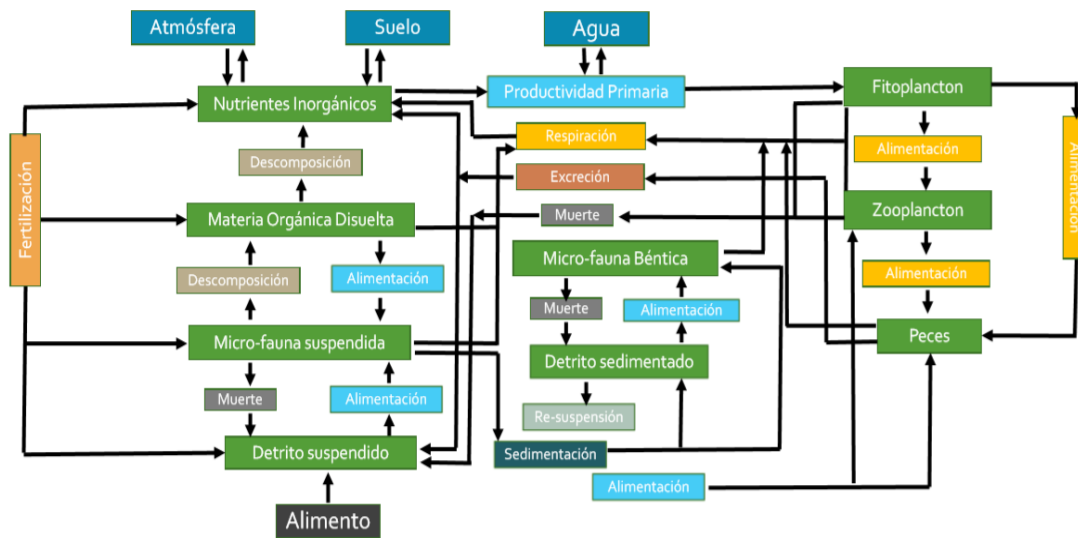 Atmósfera
Suelo
Agua
Nutrientes Inorgánicos
Productividad Primaria
Fitoplancton
Respiración
Alimentación
Alimentación
Descomposición
Excreción
Fertilización
Materia Orgánica Disuelta
Muerte
Zooplancton
Micro-fauna Béntica
Descomposición
Alimentación
Alimentación
Muerte
Alimentación
Micro-fauna suspendida
Peces
Detrito sedimentado
Muerte
Alimentación
Re-suspensión
Detrito suspendido
Sedimentación
Alimentación
Alimento